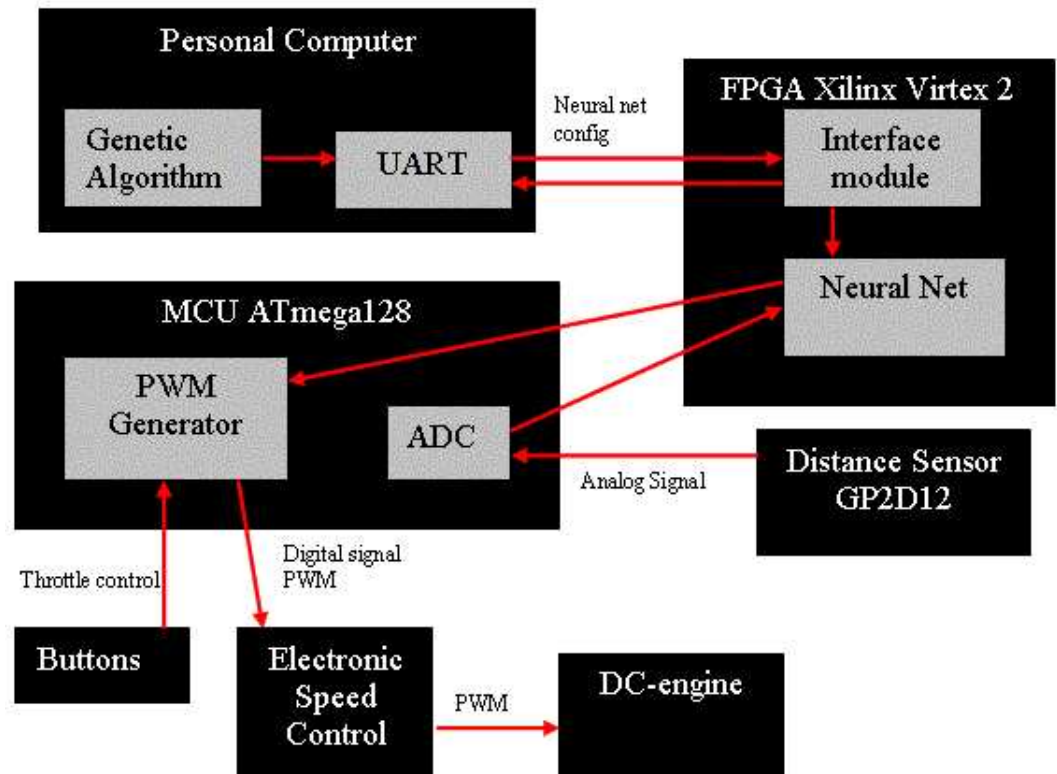 Personal Computer
Genetic
Algorithm
UART
Neural net
config
FPGA Xilinx Virtex 2
Interface
module
Neural Net
MCU ATmega128
PWM
Generator
ADC
Analog Signal
Distance Sensor
GP2D12
Throttle control
Digital signal
PWM
Buttons
Electronic
Speed
Control
PWM
DC-engine